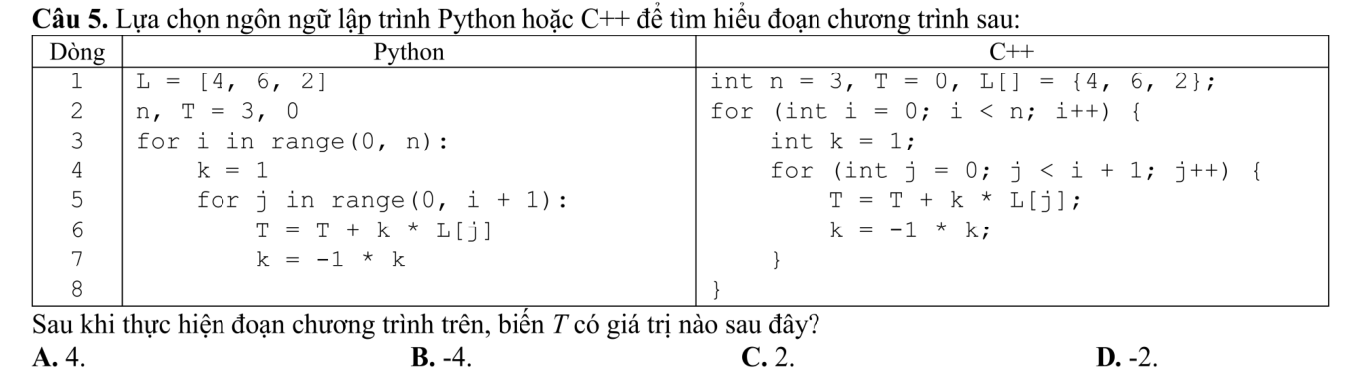 Câu 5. Lựa chọn ngôn ngữ lập trình Python hoặc C++ để tìm hiểu đoạn chương trình sau:
Dòng Python C++
1 L = [4, 6, 2] int n = 3, T = 0, L[] = {4, 6, 2};
2 n, T = 3, 0 for (int i = 0; i < n; i++) {
3 for i in range(0, n): int k = 1;
4 k = 1 for (int j = 0; j < i + 1; j++) {
5 for j in range(0, i + 1): T = T + k * L[j];
6 T = T + k * L[j] k = -1 * k;
7 k = -1 * k }
8 }
Sau khi thực hiện đoạn chương trình trên, biến T có giá trị nào sau đây?
A. 4. B. -4. C. 2. D. -2.